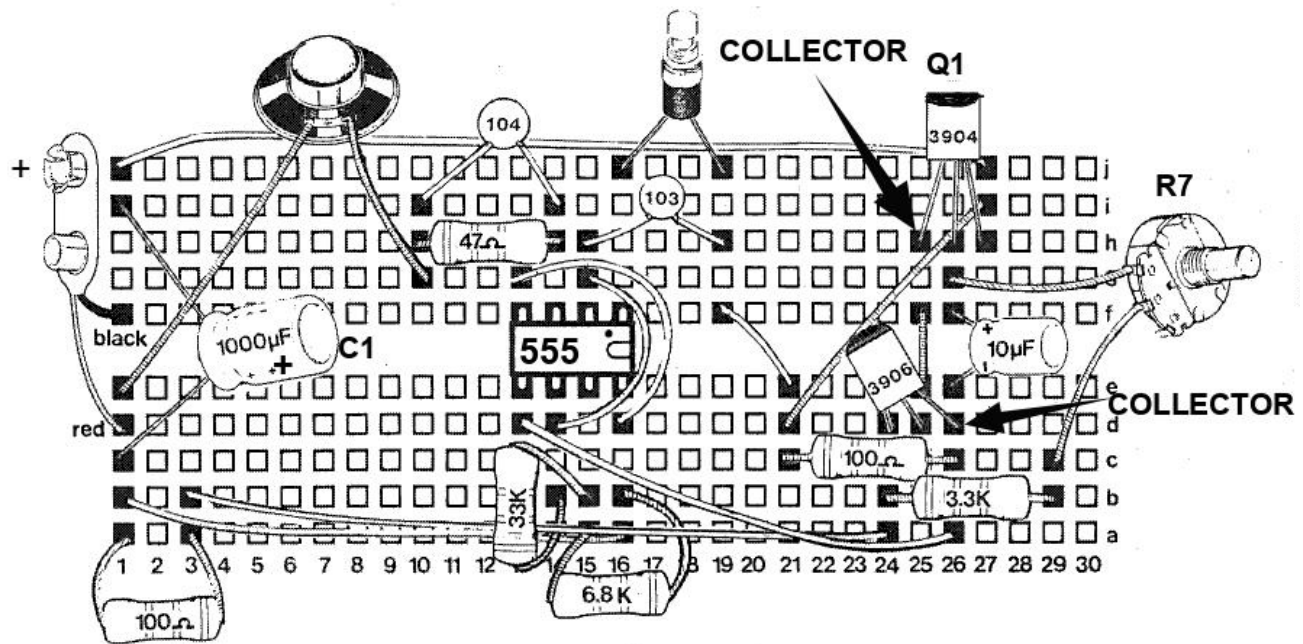 COLLECTOR
Q1
104
3904
+
j
R7
103
i
47Ω
h
f
black
1000µF
+
C1
555
+
10µF
-
3906
e
COLLECTOR
red
d
100Ω
c
33K
3.3K
b
a
1 2 3 4 5 6 7 8 9 10 11 12 14 15 16 17 18 19 20 21 22 23 24 25 26 27 28 29 30
6.8 K
100Ω